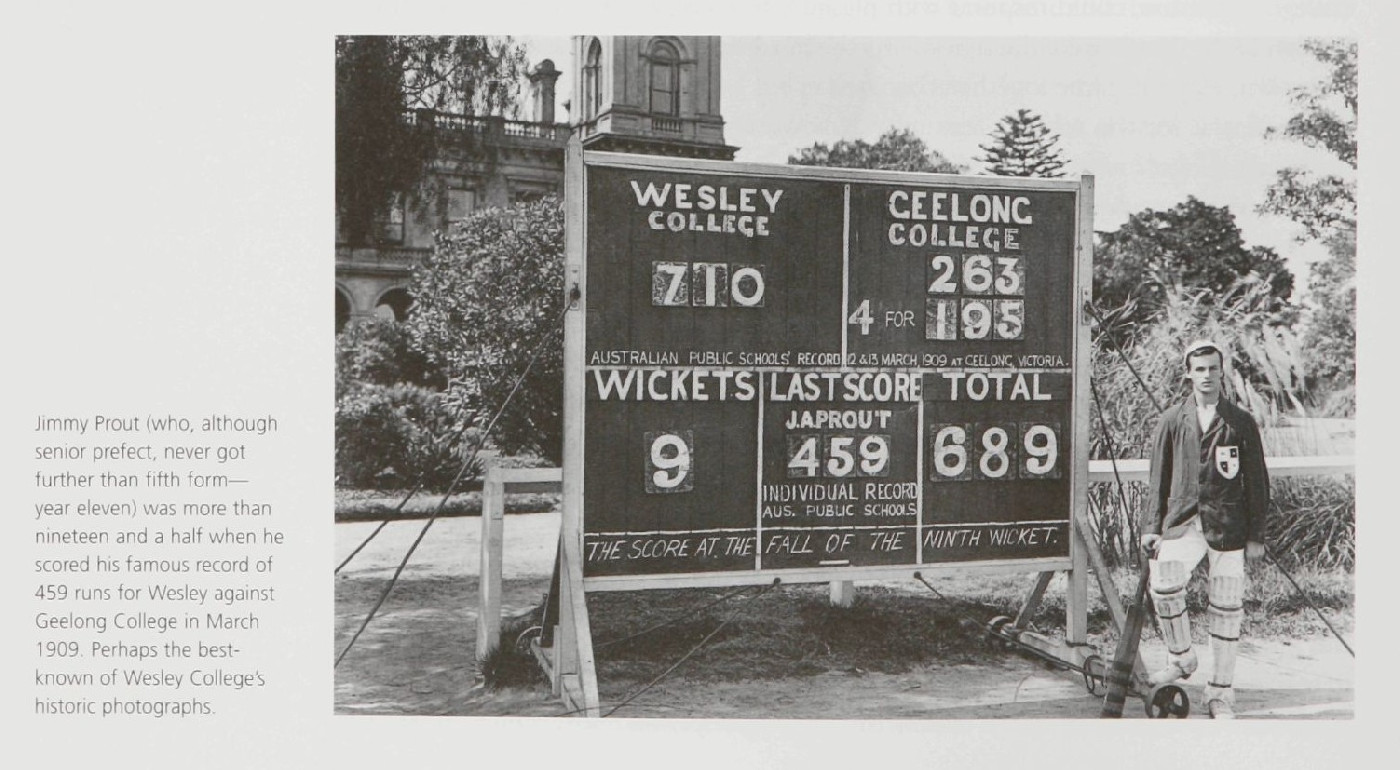 Jimmy Prout (who, although
senior prefect, never got
further than fifth form—
year eleven) was more than
nineteen and a half when he
scored his famous record of
459 runs for Wesley against
Geelong College in March
1909. Perhaps the best-
known of Wesley College's
historic photographs.
WESLEY
COLLEGE
710
GEELONG
COLLEGE
263
4 FOR 195
AUSTRALIAN PUBLIC SCHOOLS' RECORD 12 & 13 MARCH, 1909 AT GEELONG, VICTORIA.
WICKETS
9
LAST SCORE
J.A PROUT
459
INDIVIDUAL RECORD
AUS. PUBLIC SCHOOLS
TOTAL
689
THE SCORE AT THE FALL OF THE NINTH WICKET.